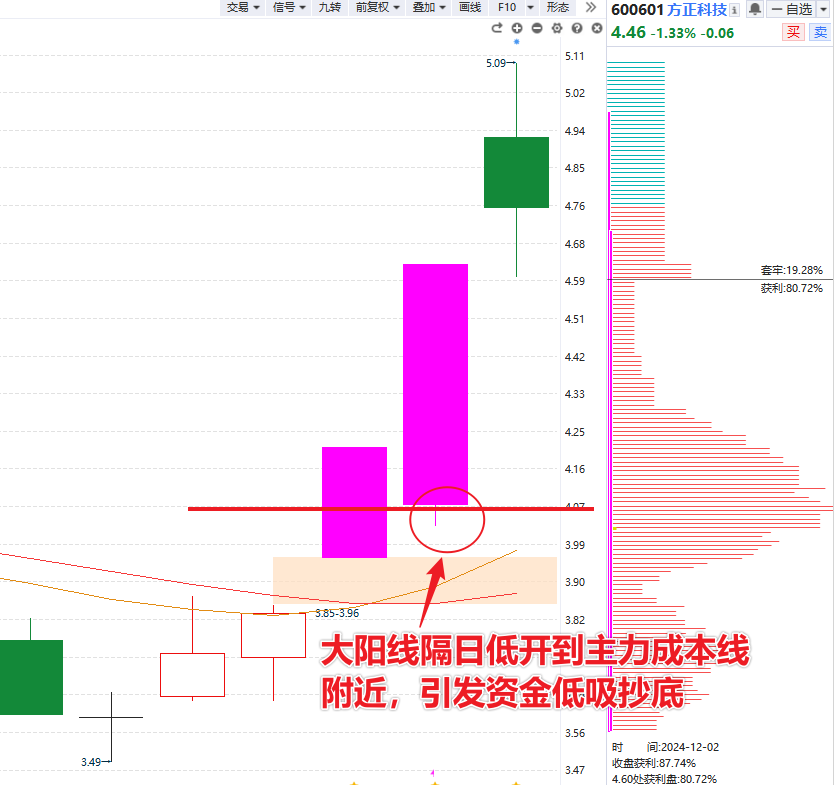 交易 信号 九转 前复权 叠加 画线 F10 形态
600601 方正科技 自选
4.46 -1.33% -0.06 买 卖
5.09
5.11
5.02
4.94
4.85
4.76
4.68
4.59
4.51
4.42
4.33
4.25
4.16
4.07
3.99
3.90
3.82
3.56
3.47
套牢:19.28%
获利:80.72%
3.85-3.96
大阳线隔日低开到主力成本线
附近，引发资金低吸抄底
3.49
时 间:2024-12-02
收盘获利:87.74%
4.60处获利盘:80.72%